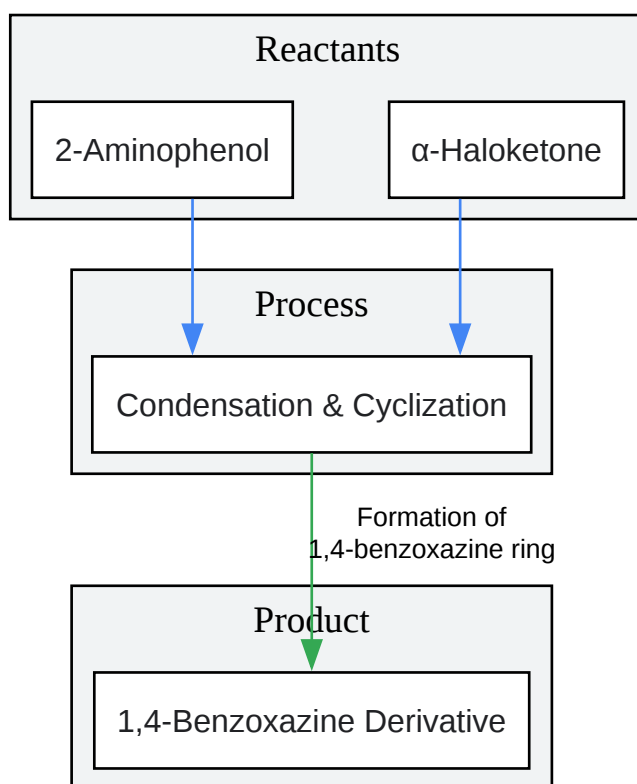 Reactants
2-Aminophenol
α-Haloketone
Process
Condensation & Cyclization
Formation of
1,4-benzoxazine ring
Product
1,4-Benzoxazine Derivative